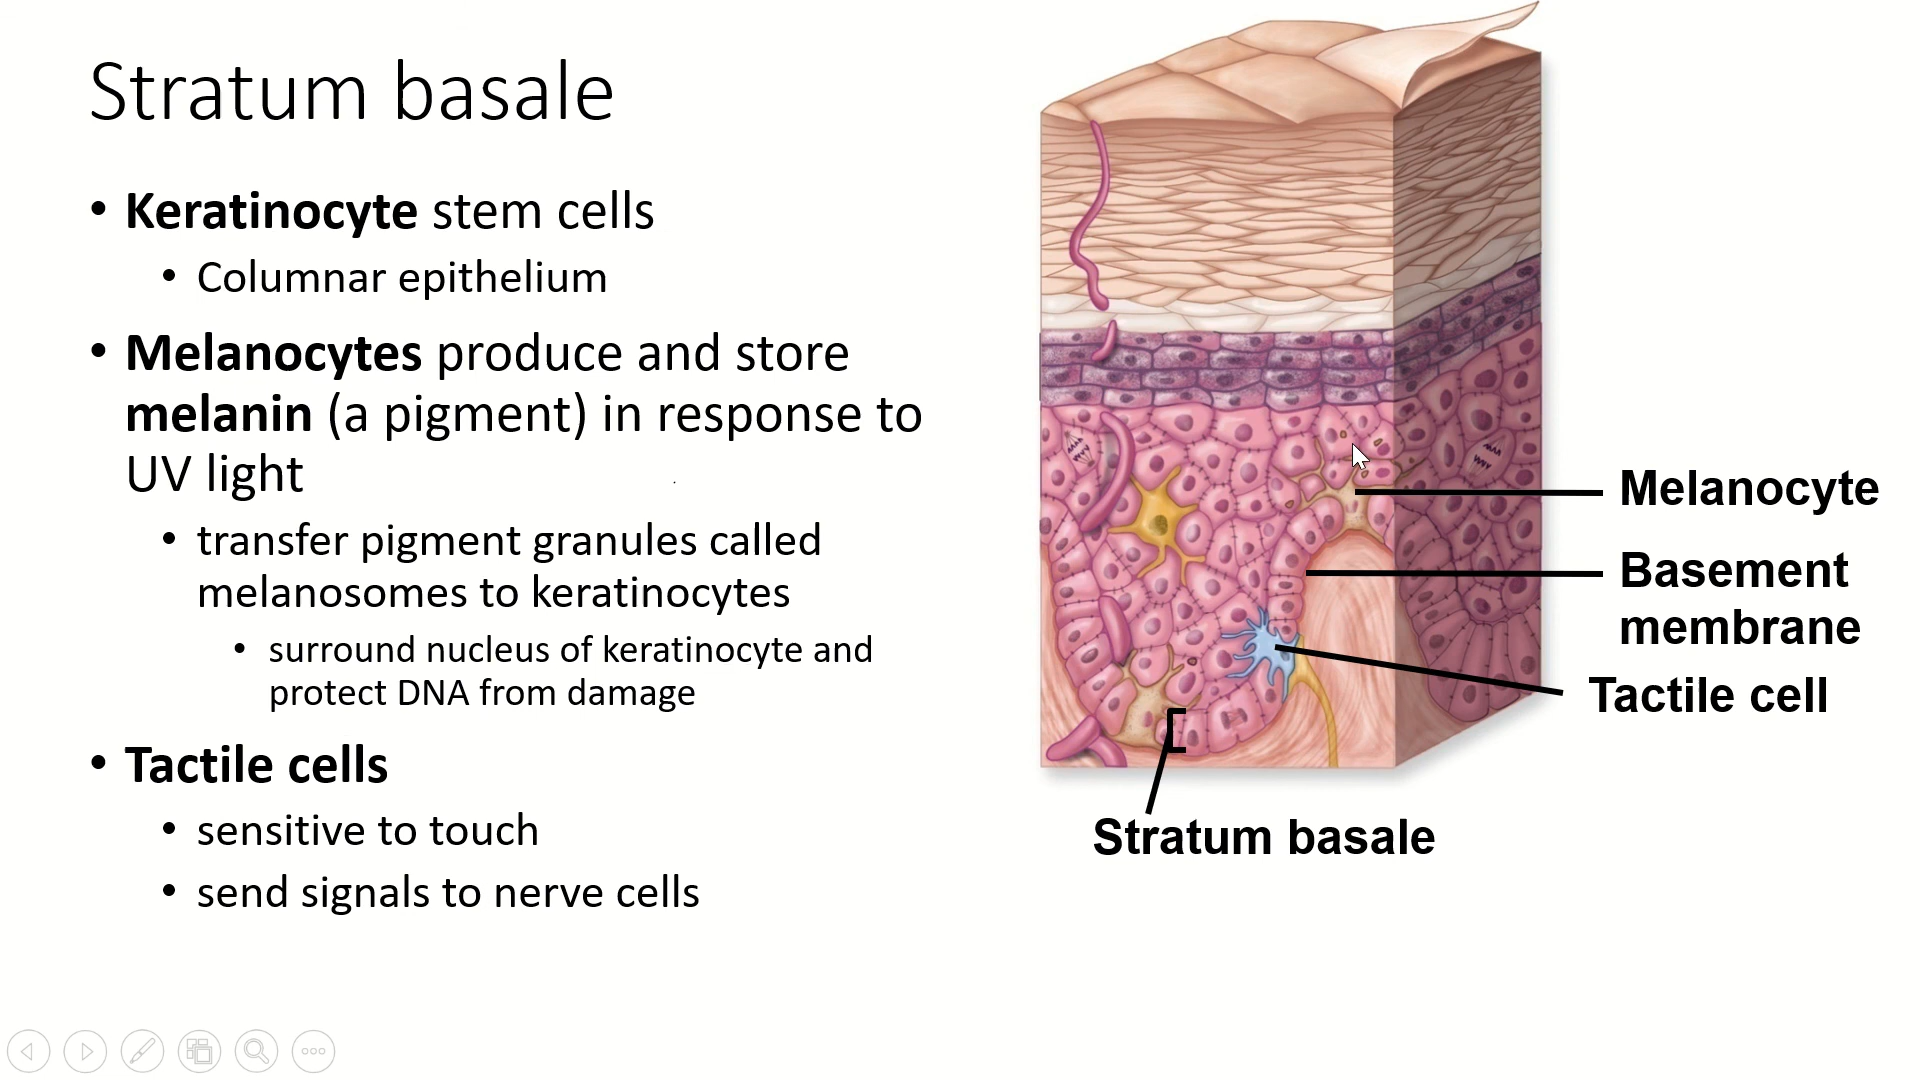 Stratum basale
• Keratinocyte stem cells
• Columnar epithelium
• Melanocytes produce and store
melanin (a pigment) in response to
UV light
• transfer pigment granules called
melanosomes to keratinocytes
• surround nucleus of keratinocyte and
protect DNA from damage
• Tactile cells
• sensitive to touch
• send signals to nerve cells
Melanocyte
Basement
membrane
Tactile cell
Stratum basale